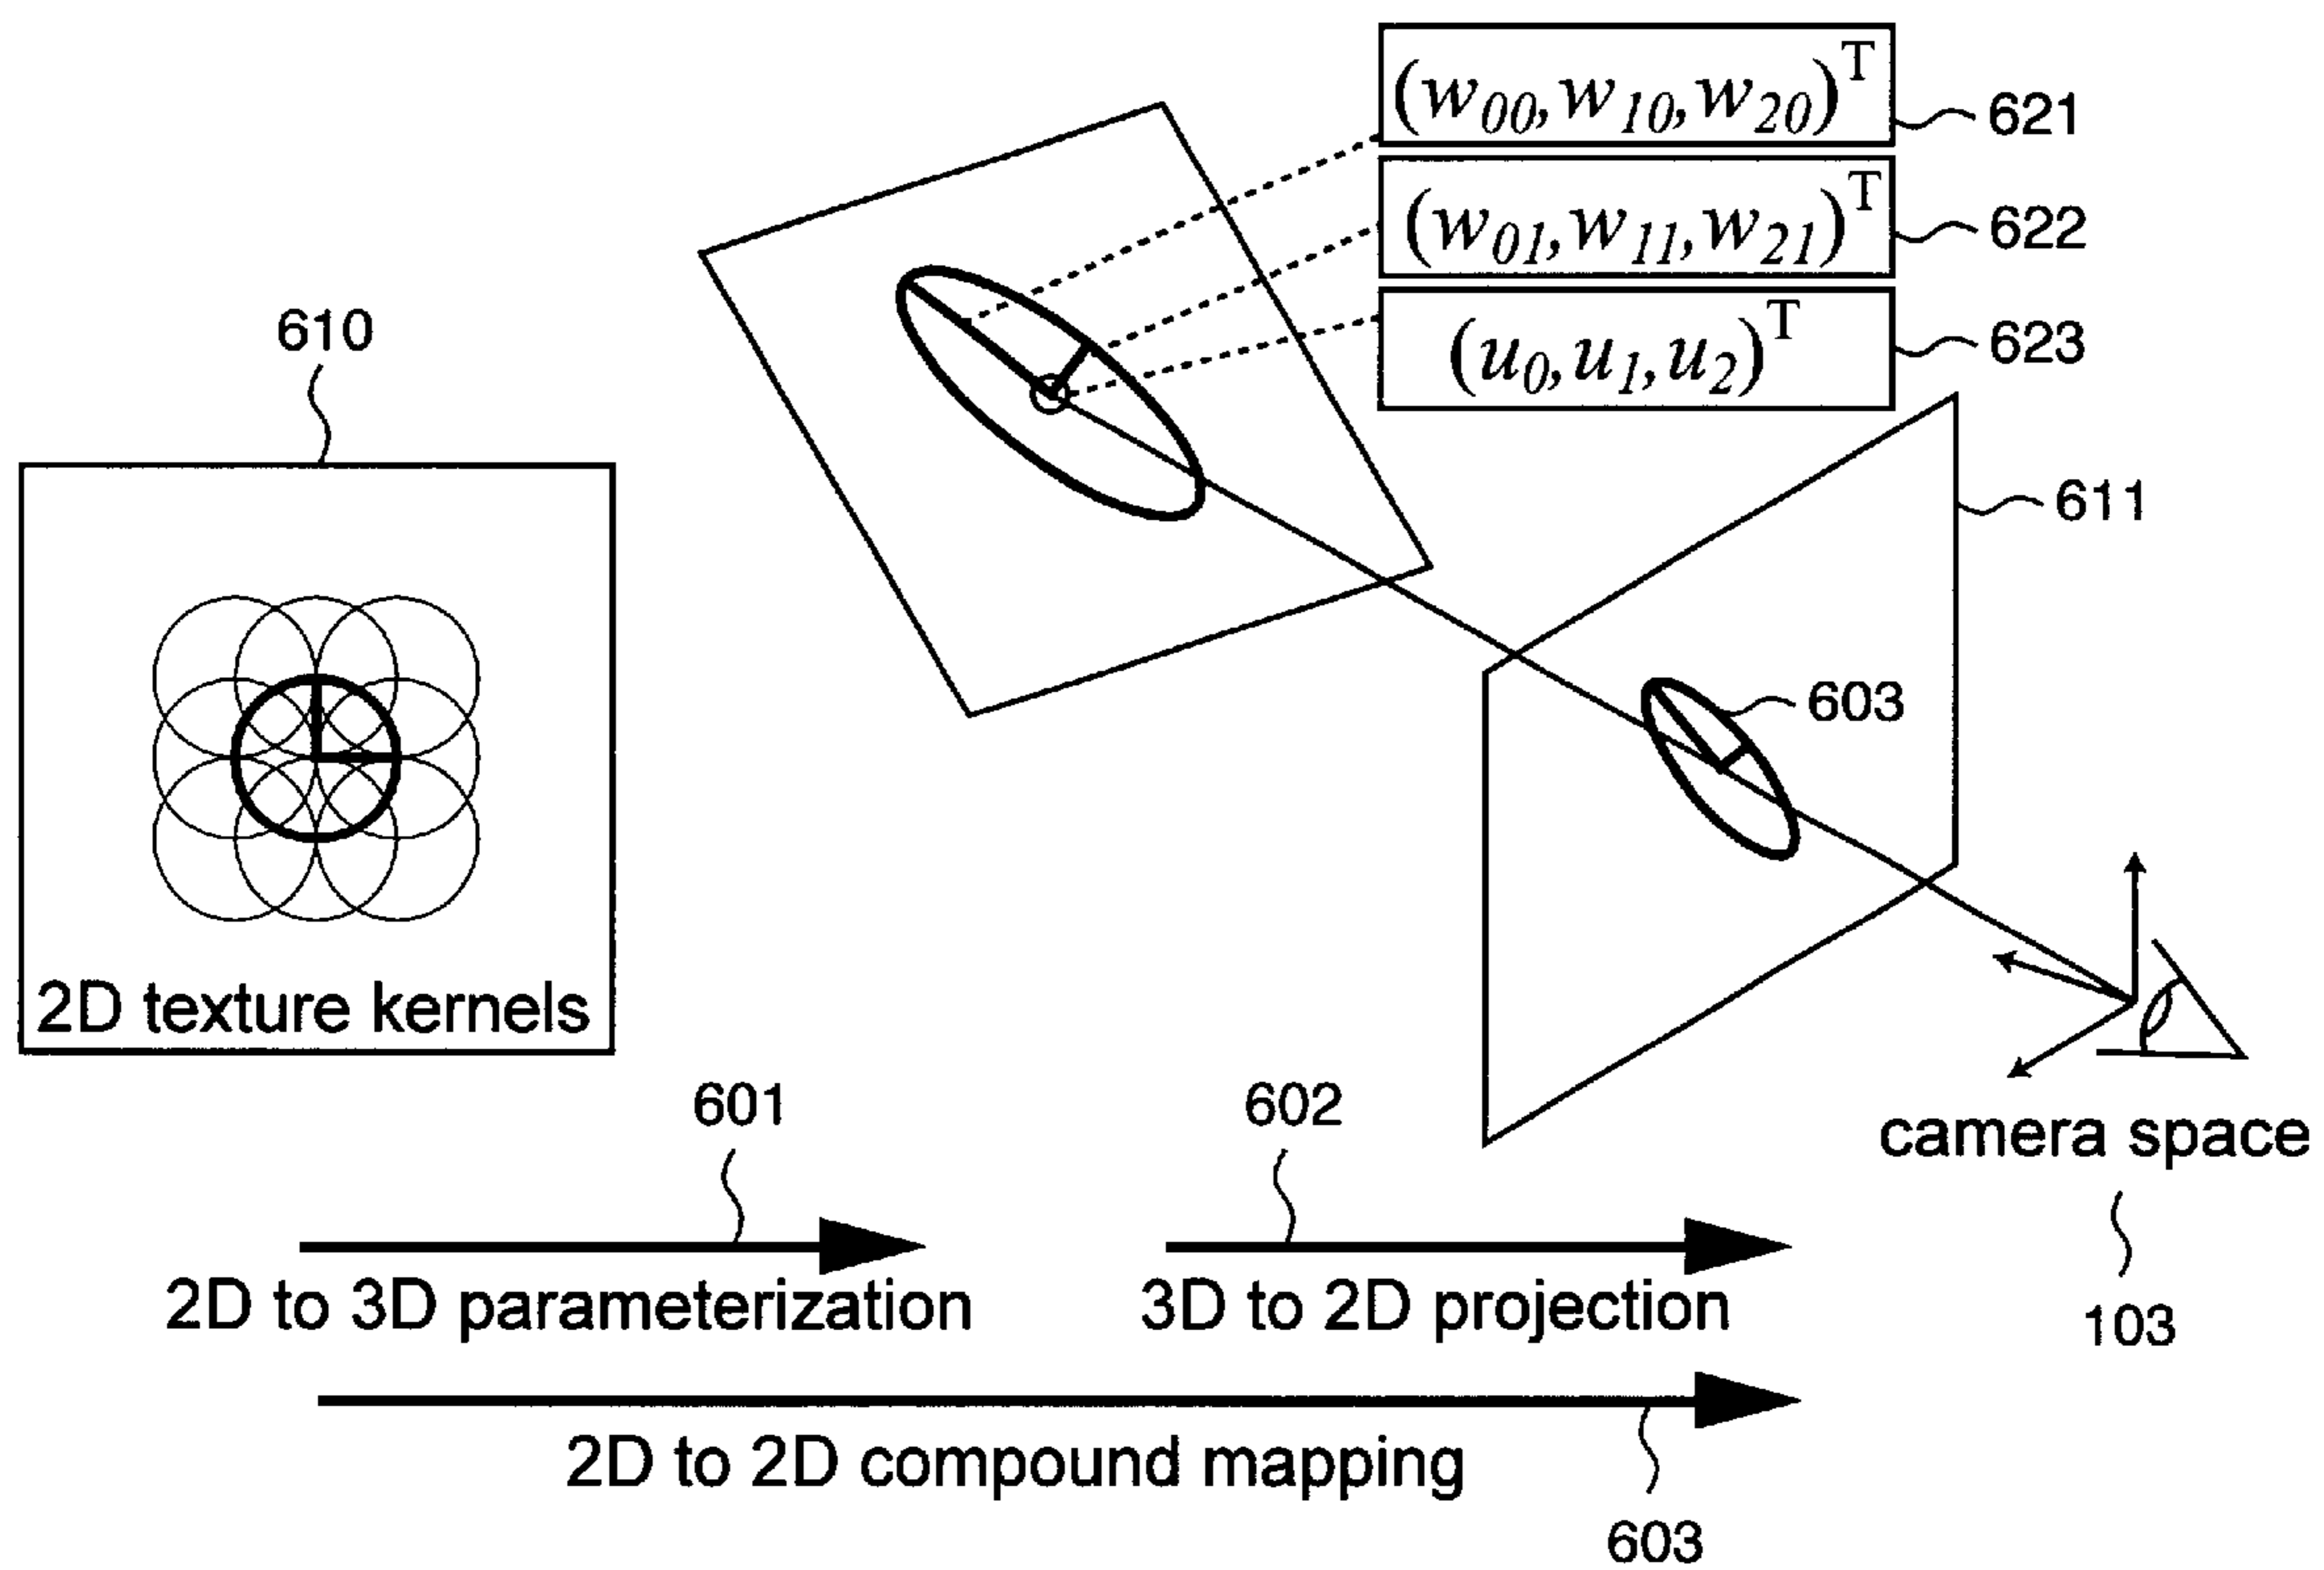 (w00, w10, w20)T
621
(w01, w11, w21)T
622
(u0, u1, u2)T
623
610
611
603
2D texture kernels
601
602
camera space
2D to 3D parameterization
3D to 2D projection
103
2D to 2D compound mapping
603